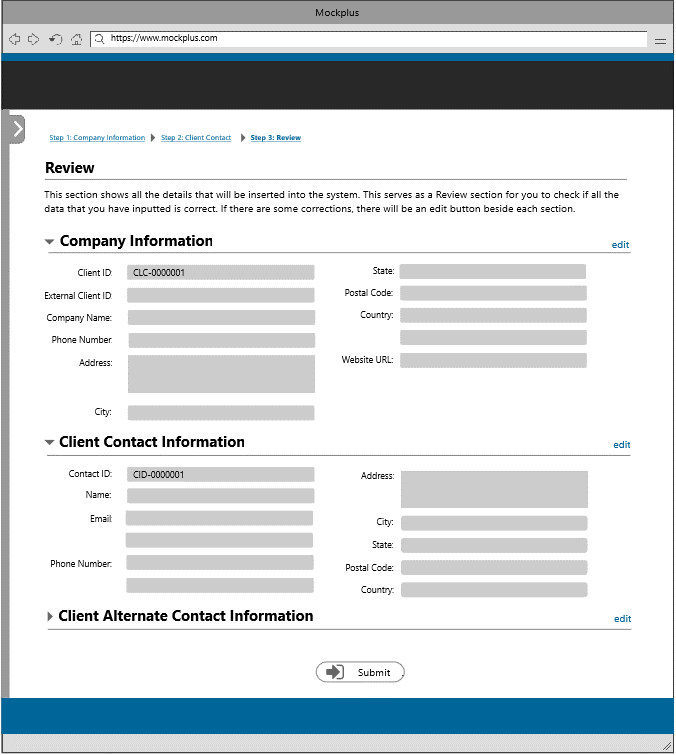 Mockplus
https://www.mockplus.com
Step 1: Company Information Step 2: Client Contact Step 3: Review
Review
This section shows all the details that will be inserted into the system. This serves as a Review section for you to check if all the
data that you have inputted is correct. If there are some corrections, there will be an edit button beside each section.
Company Information
edit
Client ID: CLC-0000001
External Client ID:
Company Name:
Phone Number:
Address:
City:
State:
Postal Code:
Country:
Website URL:
Client Contact Information
edit
Contact ID: CID-0000001
Name:
Email
Phone Number:
Address:
City:
State:
Postal Code:
Country:
Client Alternate Contact Information
edit
Submit